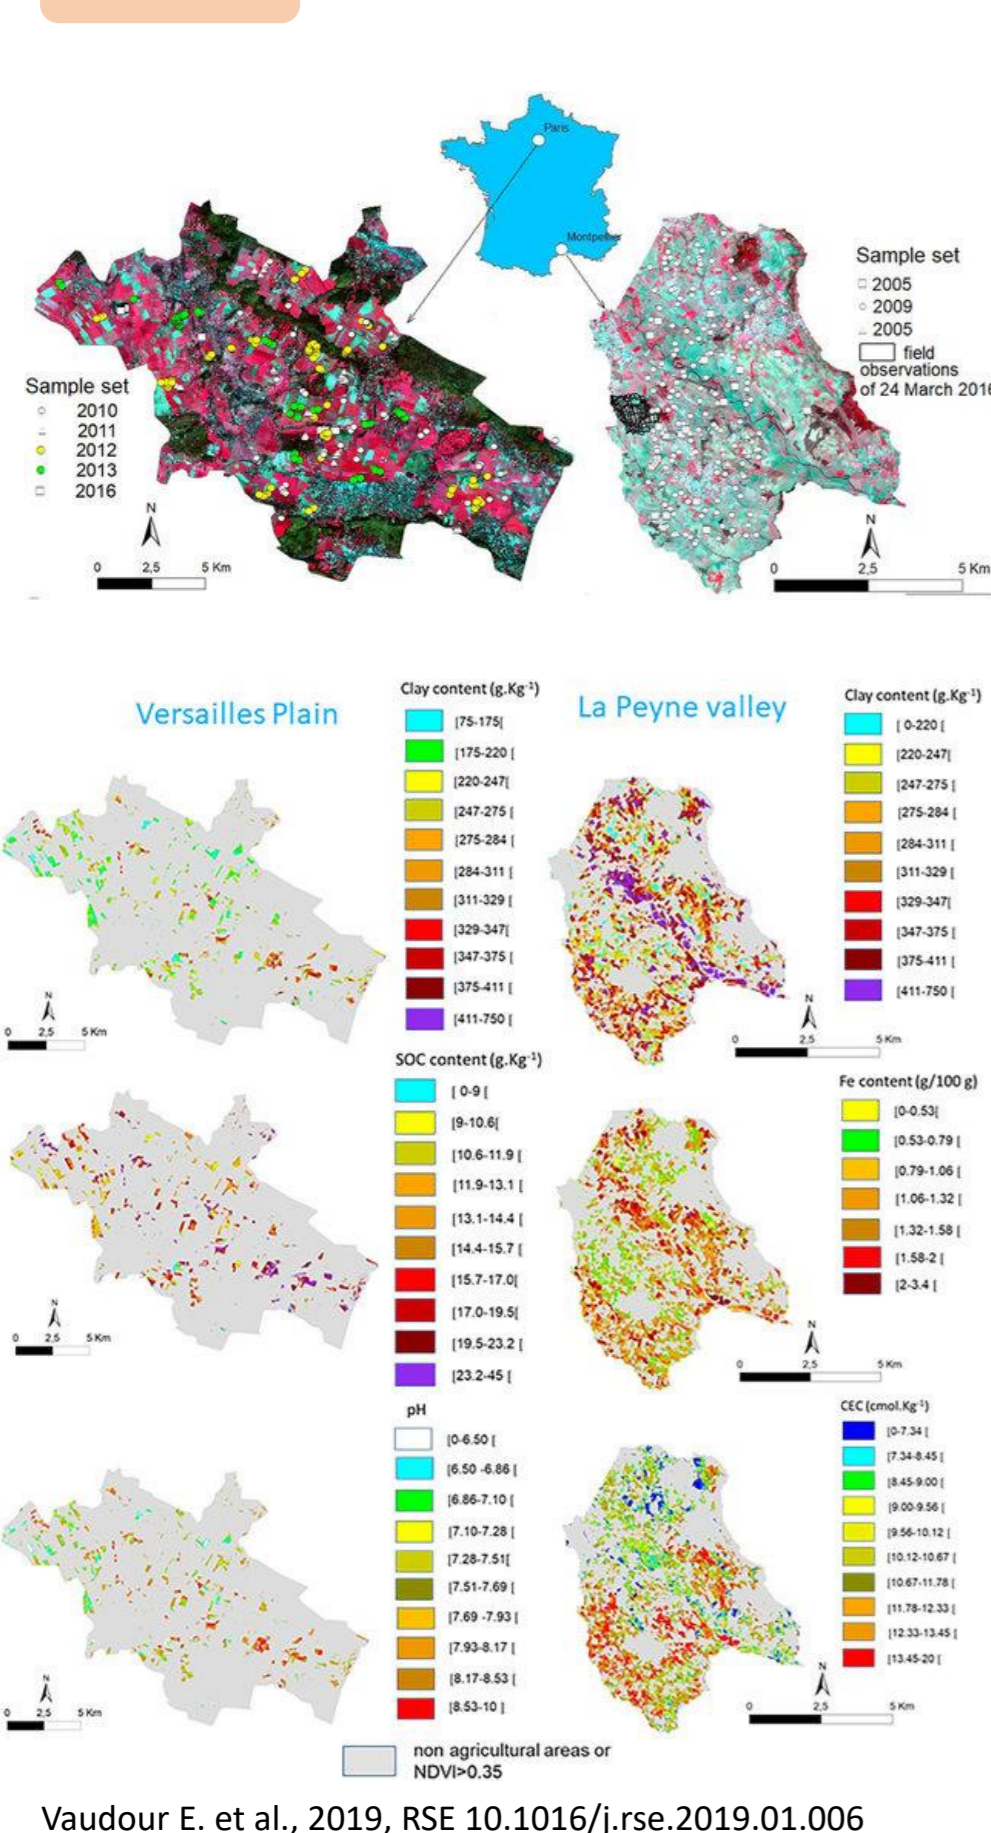 Paris
Montpellier
Sample set
2005
2009
2005
field
observations
of 24 March 2016
Sample set
2010
2011
2012
2013
2016
N
0 2,5 5 Km
N
0 2,5 5 Km
Versailles Plain
Clay content (g.Kg-1)
[75-175[
[175-220 [
[220-247[
[247-275 [
[275-284 [
[284-311 [
[311-329 [
[329-347[
[347-375 [
[375-411 [
[411-750 [
N
0 2,5 5 Km
La Peyne valley
Clay content (g.Kg-1)
[ 0-220 [
[220-247[
[247-275 [
[275-284 [
[284-311 [
[311-329 [
[329-347[
[347-375 [
[375-411 [
[411-750 [
N
0 2,5 5 Km
SOC content (g.Kg-1)
[ 0-9 [
[9-10.6[
[10.6-11.9 [
[11.9-13.1 [
[13.1-14.4 [
[14.4-15.7 [
[15.7-17.0[
[17.0-19.5[
[19.5-23.2 [
[23.2-45 [
N
0 2,5 5 Km
Fe content (g/100 g)
[0-0.53[
[0.53-0.79 [
[0.79-1.06 [
[1.06-1.32 [
[1.32-1.58 [
[1.58-2 [
[2-3.4 [
N
0 2,5 5 Km
pH
[0-6.50 [
[6.50 -6.86 [
[6.86-7.10 [
[7.10-7.28 [
[7.28-7.51[
[7.51-7.69 [
[7.69 -7.93 [
[7.93-8.17 [
[8.17-8.53 [
[8.53-10 [
N
0 2,5 5 Km
CEC (cmol.Kg-1)
[0-7.34 [
[7.34-8.45 [
[8.45-9.00 [
[9.00-9.56 [
[9.56-10.12 [
[10.12-10.67 [
[10.67-11.78 [
[11.78-12.33 [
[12.33-13.45 [
[13.45-20 [
N
0 2,5 5 Km
non agricultural areas or
NDVI>0.35
Vaudour E. et al., 2019, RSE 10.1016/j.rse.2019.01.006